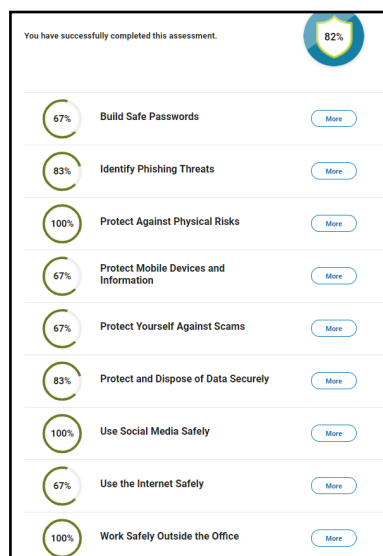 You have successfully completed this assessment.
82%
67%
Build Safe Passwords
More
83%
Identify Phishing Threats
More
100%
Protect Against Physical Risks
More
67%
Protect Mobile Devices and
Information
More
67%
Protect Yourself Against Scams
More
83%
Protect and Dispose of Data Securely
More
100%
Use Social Media Safely
More
67%
Use the Internet Safely
More
100%
Work Safely Outside the Office
More